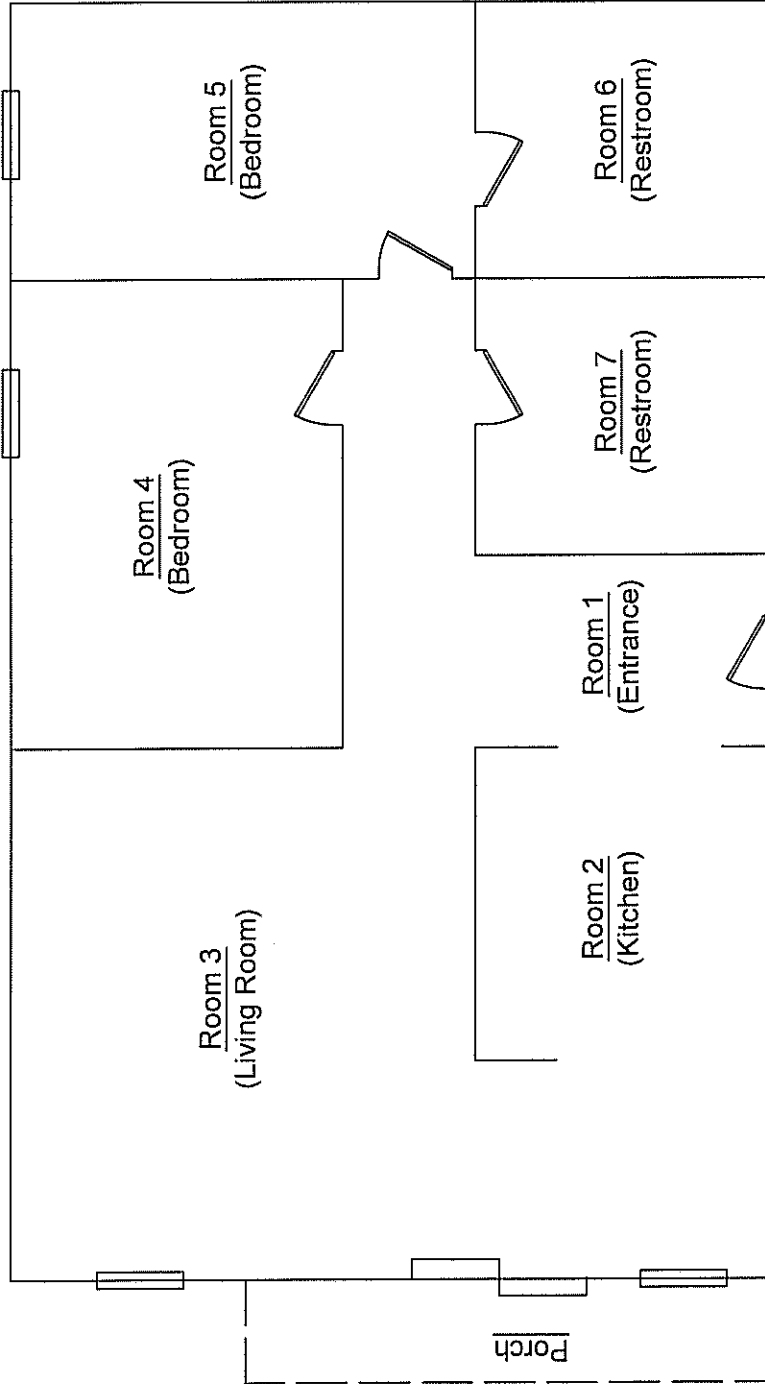 Room 5
(Bedroom)
Room 6
(Restroom)
Room 4
(Bedroom)
Room 7
(Restroom)
Room 1
(Entrance)
Room 3
(Living Room)
Room 2
(Kitchen)
Porch